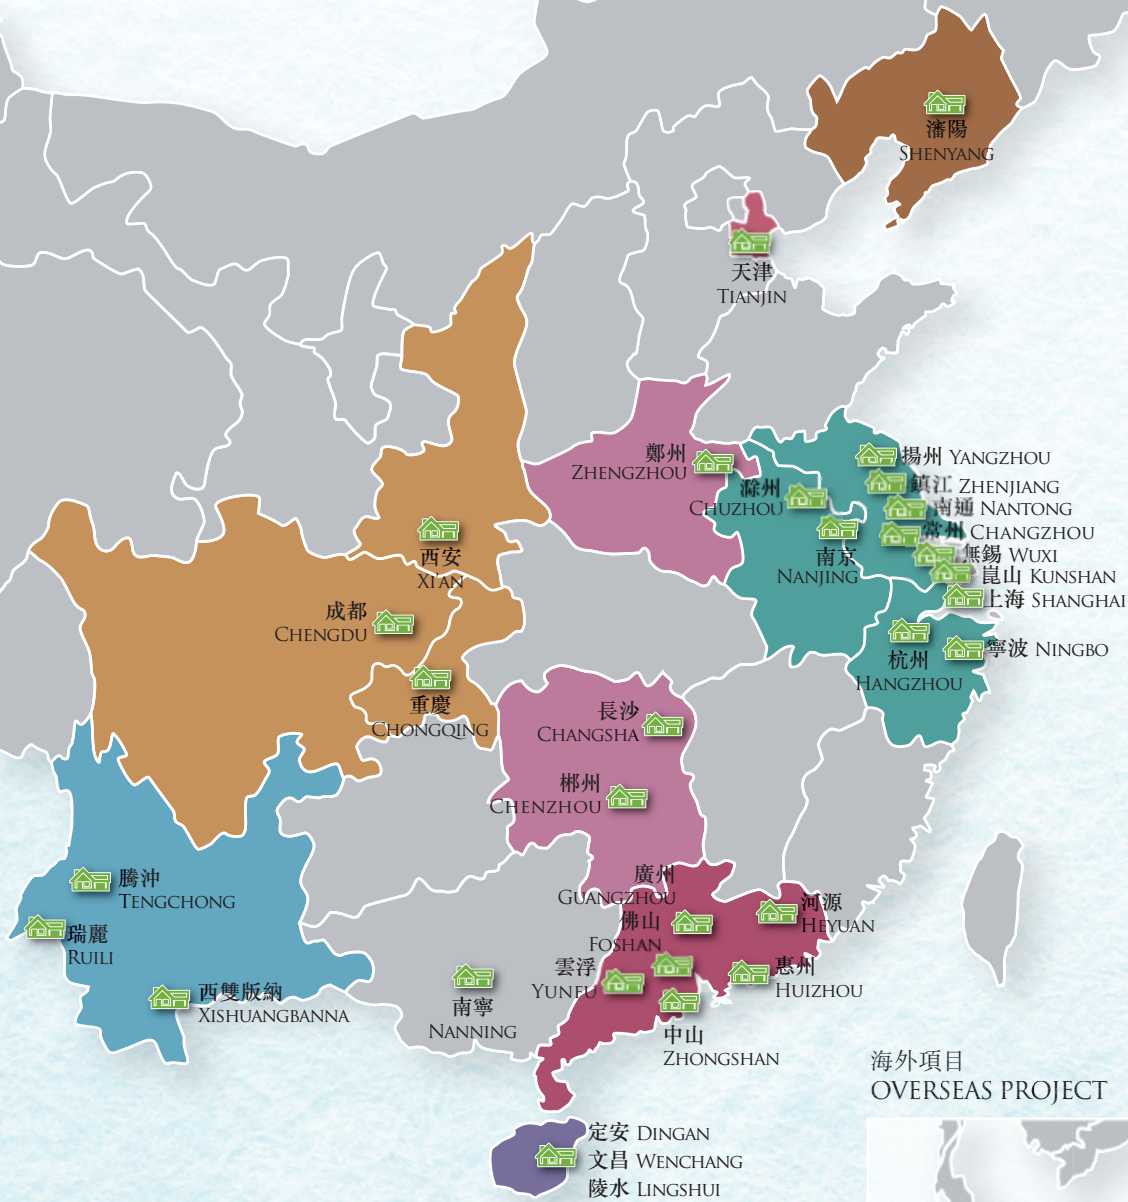 瀋陽
SHENYANG
天津
TIANJIN
鄭州
ZHENGZHOU
揚州 YANGZHOU
鎮江 ZHENJIANG
滁州
CHUZHOU
南通 NANTONG
常州 CHANGZHOU
南京
NANJING
無錫 WUXI
崑山 KUNSHAN
上海 SHANGHAI
西安
XI'AN
成都
CHENGDU
杭州
HANGZHOU
寧波 NINGBO
重慶
CHONGQING
長沙
CHANGSHA
郴州
CHENZHOU
騰沖
TENGCHONG
瑞麗
RUILI
西雙版納
XISHUANGBANNA
廣州
GUANGZHOU
佛山
FOSHAN
河源
HEYUAN
雲浮
YUNFU
惠州
HUIZHOU
南寧
NANNING
中山
ZHONGSHAN
海外項目
OVERSEAS PROJECT
定安 DINGAN
文昌 WENCHANG
陵水 LINGSHUI